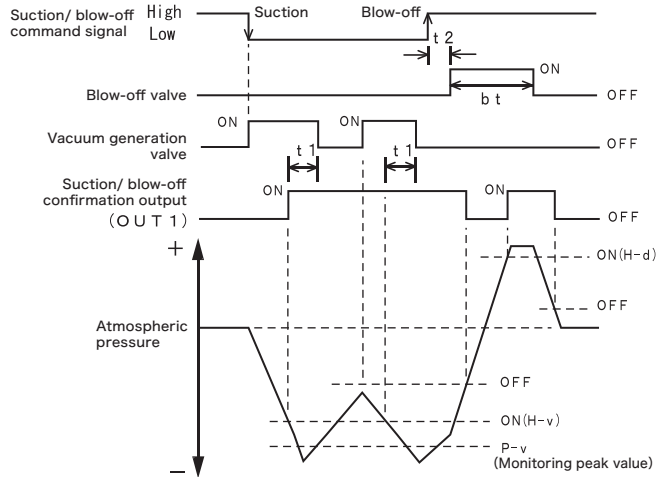 Suction/ blow-off High Suction Blow-off
command signal Low
t 2
ON
Blow-off valve b t OFF
ON ON
Vacuum generation OFF
valve t 1 t 1
Suction/ blow-off ON ON
confirmation output
(OUT1) OFF
+
ON(H-d)
OFF
Atmospheric
pressure
OFF
ON(H-v)
P-v
(Monitoring peak value)
−